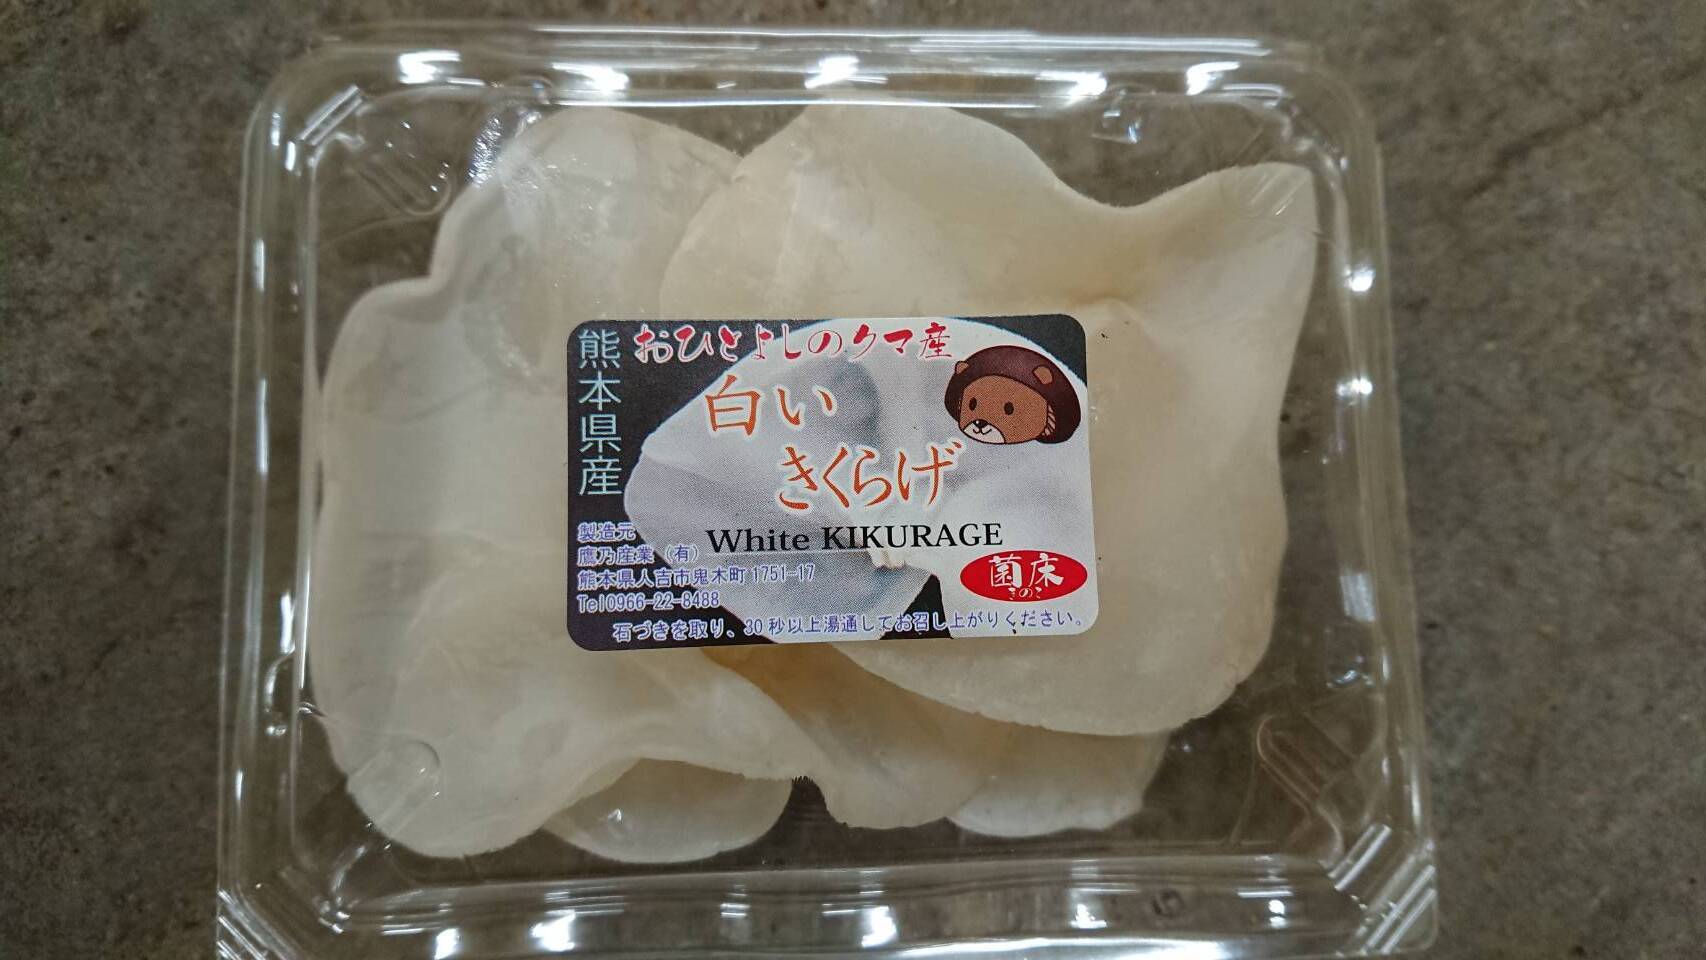 熊本県産
おひとよしのクマ産
白い
きくらげ
White KIKURAGE
製造元
鷹乃産業(有)
熊本県人吉市鬼木町1751-17
Tel0966-22-8488
菌床
きのこ
石づきを取り、30秒以上湯通してお召し上がりください。